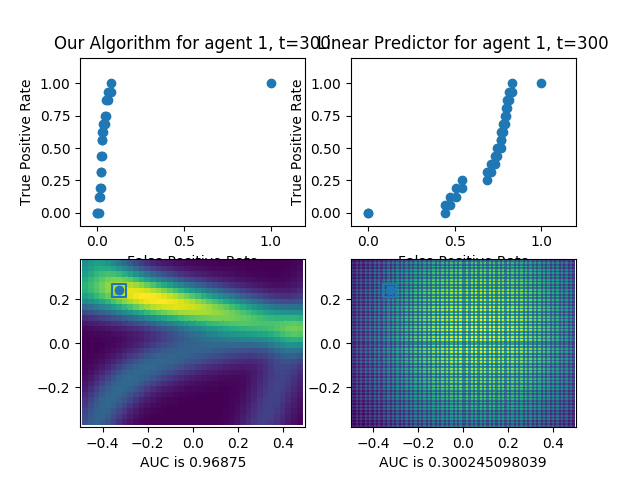 Our Algorithm for agent 1, t=300
Linear Predictor for agent 1, t=300
True Positive Rate
1.00
0.75
0.50
0.25
0.00
0.0 0.5 1.0
False Positive Rate
True Positive Rate
1.00
0.75
0.50
0.25
0.00
0.0 0.5 1.0
False Positive Rate
0.2
0.0
−0.2
−0.4 −0.2 0.0 0.2 0.4
AUC is 0.96875
0.2
0.0
−0.2
−0.4 −0.2 0.0 0.2 0.4
AUC is 0.300245098039